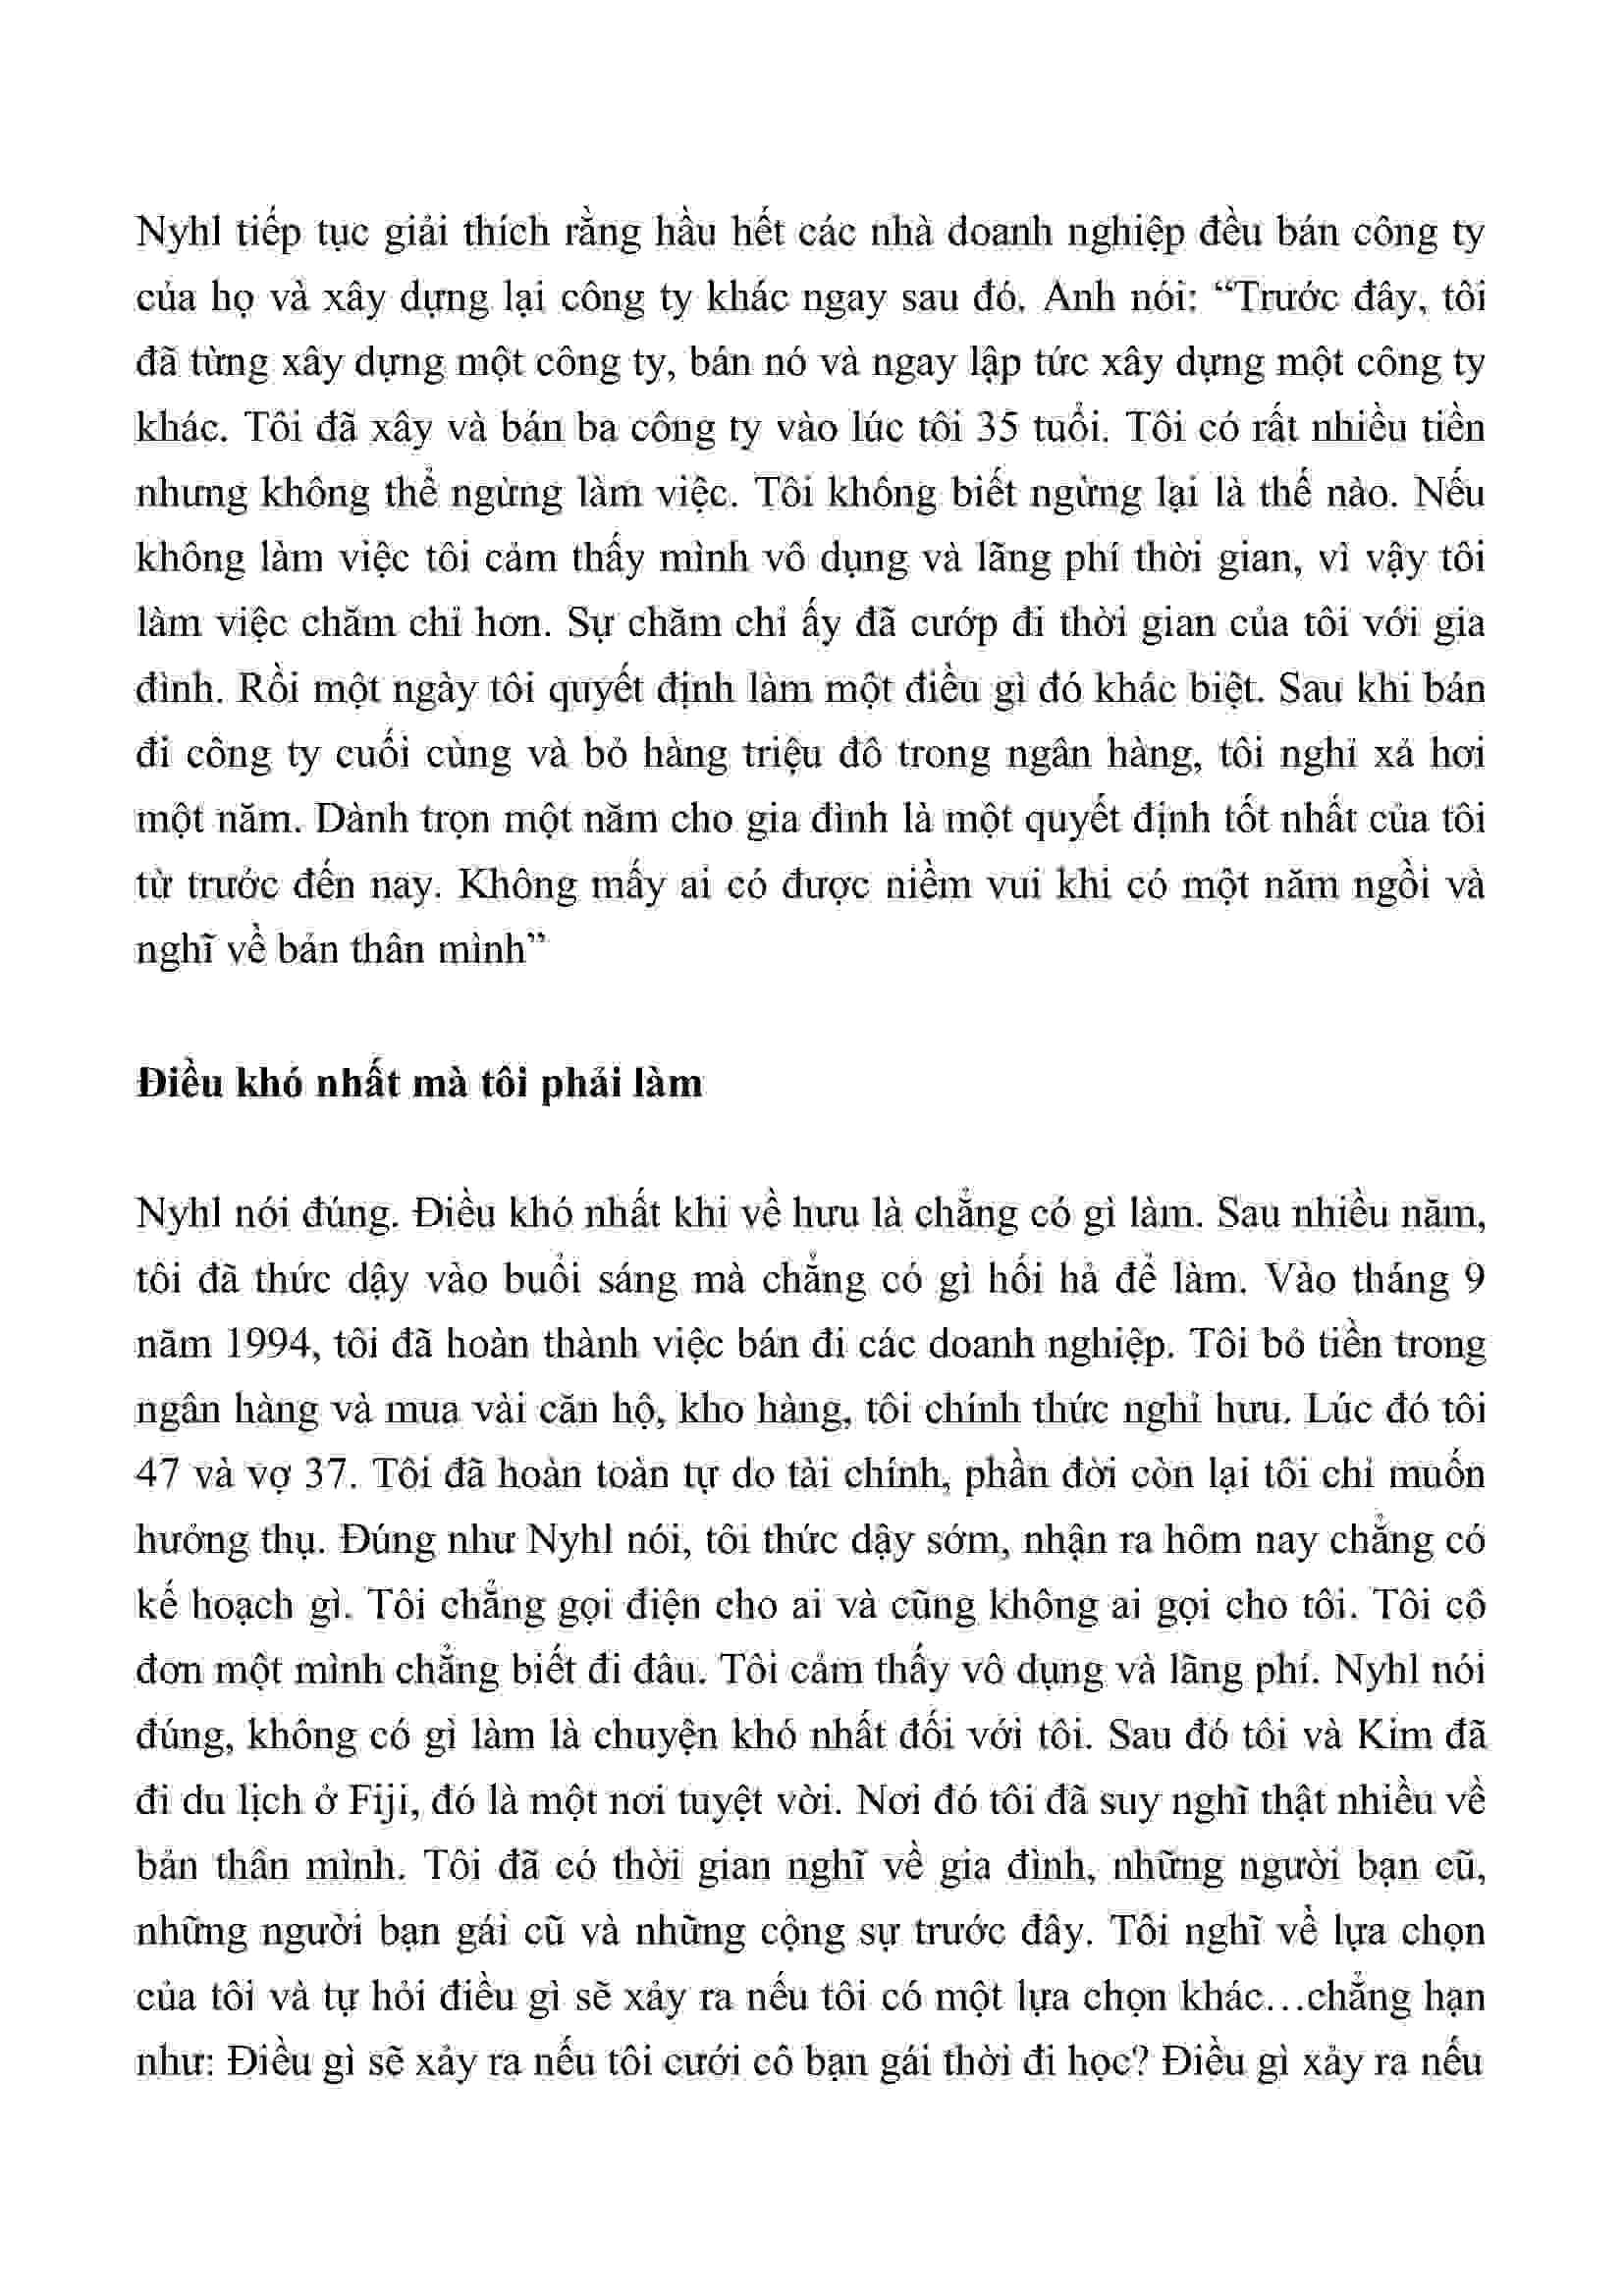 Nyhl tiếp tục giải thích rằng hầu hết các nhà doanh nghiệp đều bán công ty
của họ và xây dựng lại công ty khác ngay sau đó. Anh nói: “Trước đây, tôi
đã từng xây dựng một công ty, bán nó và ngay lập tức xây dựng một công ty
khác. Tôi đã xây và bán ba công ty vào lúc tôi 35 tuổi. Tôi có rất nhiều tiền
nhưng không thể ngừng làm việc. Tôi không biết ngừng lại là thế nào. Nếu
không làm việc tôi cảm thấy mình vô dụng và lãng phí thời gian, vì vậy tôi
làm việc chăm chỉ hơn. Sự chăm chỉ ấy đã cướp đi thời gian của tôi với gia
đình. Rồi một ngày tôi quyết định làm một điều gì đó khác biệt. Sau khi bán
đi công ty cuối cùng và bỏ hàng triệu đô trong ngân hàng, tôi nghỉ xả hơi
một năm. Dành trọn một năm cho gia đình là một quyết định tốt nhất của tôi
từ trước đến nay. Không mấy ai có được niềm vui khi có một năm ngồi và
nghĩ về bản thân mình”
Điều khó nhất mà tôi phải làm
Nyhl nói đúng. Điều khó nhất khi về hưu là chẳng có gì làm. Sau nhiều năm,
tôi đã thức dậy vào buổi sáng mà chẳng có gì hối hả để làm. Vào tháng 9
năm 1994, tôi đã hoàn thành việc bán đi các doanh nghiệp. Tôi bỏ tiền trong
ngân hàng và mua vài căn hộ, kho hàng, tôi chính thức nghỉ hưu. Lúc đó tôi
47 và vợ 37. Tôi đã hoàn toàn tự do tài chính, phần đời còn lại tôi chỉ muốn
hưởng thụ. Đúng như Nyhl nói, tôi thức dậy sớm, nhận ra hôm nay chẳng có
kế hoạch gì. Tôi chẳng gọi điện cho ai và cũng không ai gọi cho tôi. Tôi cô
đơn một mình chẳng biết đi đâu. Tôi cảm thấy vô dụng và lãng phí. Nyhl nói
đúng, không có gì làm là chuyện khó nhất đối với tôi. Sau đó tôi và Kim đã
đi du lịch ở Fiji, đó là một nơi tuyệt vời. Nơi đó tôi đã suy nghĩ thật nhiều về
bản thân mình. Tôi đã có thời gian nghĩ về gia đình, những người bạn cũ,
những người bạn gái cũ và những cộng sự trước đây. Tôi nghĩ về lựa chọn
của tôi và tự hỏi điều gì sẽ xảy ra nếu tôi có một lựa chọn khác…chẳng hạn
như: Điều gì sẽ xảy ra nếu tôi cưới cô bạn gái thời đi học? Điều gì xảy ra nếu